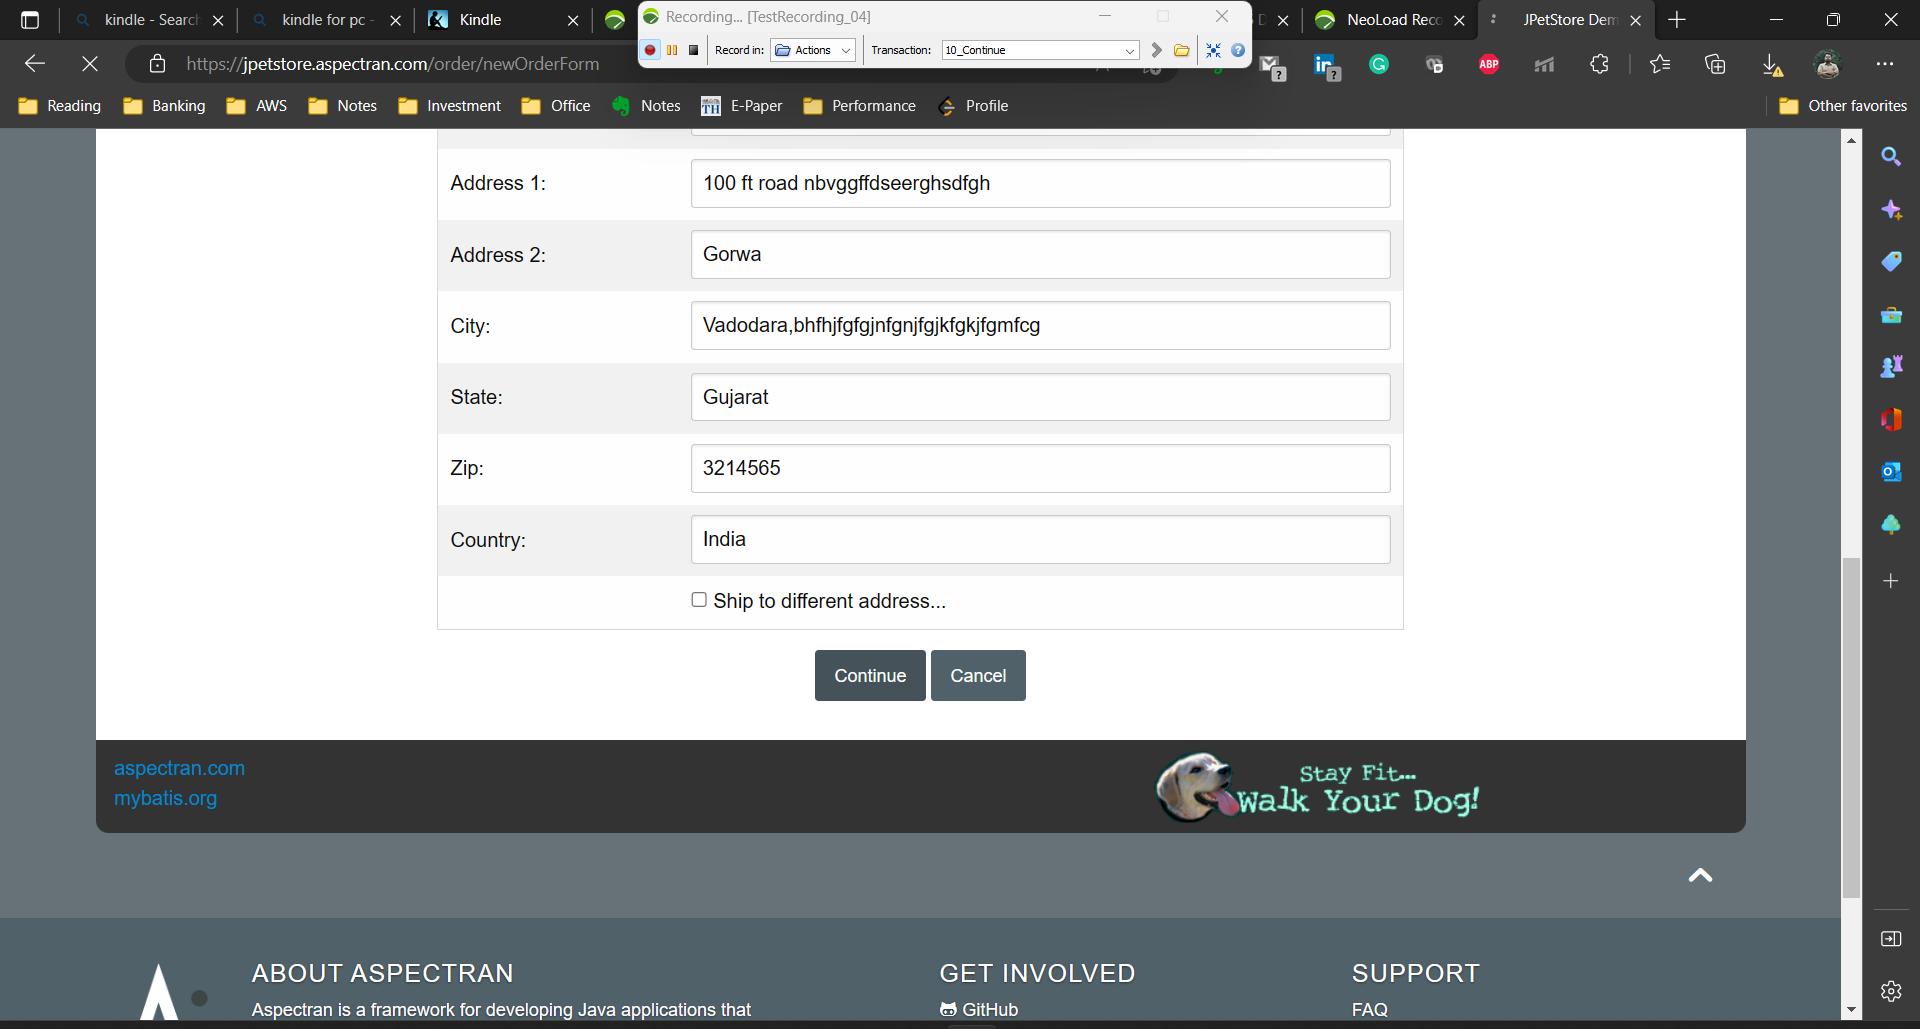 kindle - Search
kindle for pc -
Kindle
Recording... [TestRecording_04]
NeoLoad Reco
JPetStore Dem
Record in:
Actions
Transaction:
10_Continue
https://jpetstore.aspectran.com/order/newOrderForm
ABP
Reading
Banking
AWS
Notes
Investment
Office
Notes
E-Paper
Performance
Profile
Other favorites
Address 1:
100 ft road nbvggffdseerghsdfgh
Address 2:
Gorwa
City:
Vadodara,bhfhjfgfgjnfgnjfgjkfgkjfgmfcg
State:
Gujarat
Zip:
3214565
Country:
India
Ship to different address...
Continue
Cancel
aspectran.com
mybatis.org
Stay Fit...
Walk Your Dog!
ABOUT ASPECTRAN
GET INVOLVED
SUPPORT
Aspectran is a framework for developing Java applications that
GitHub
FAQ